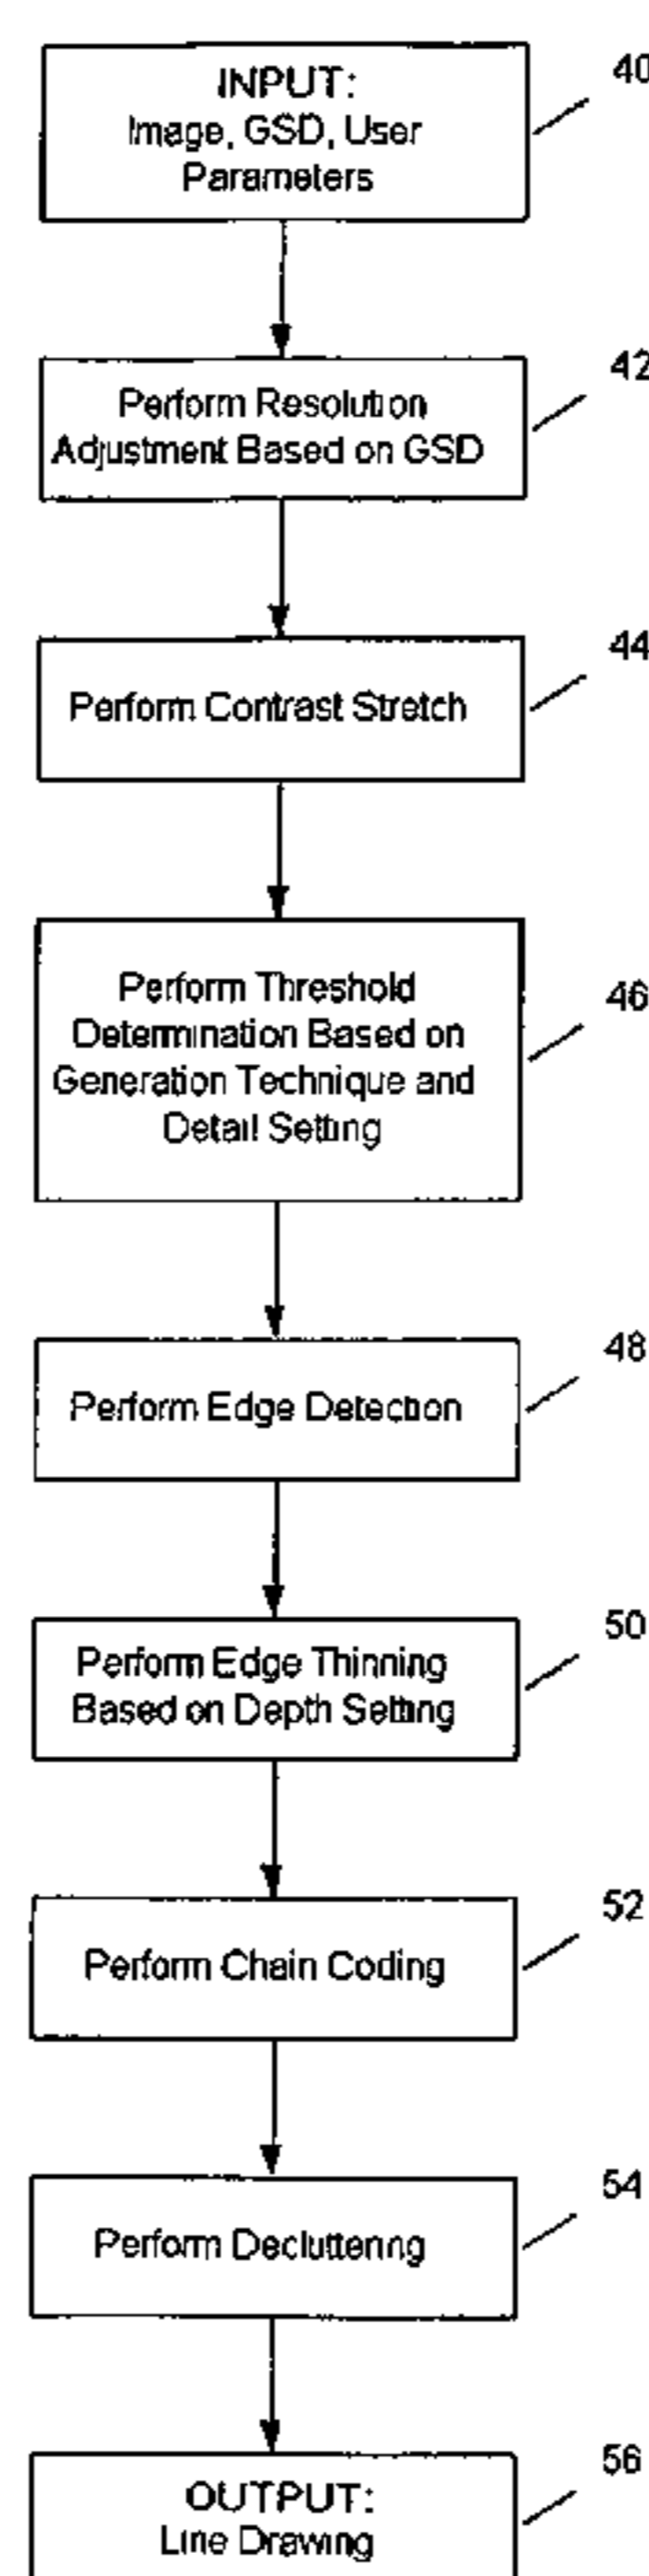 INPUT:
Image, GSD, User
Parameters
40
Perform Resolution
Adjustment Based on GSD
42
Perform Contrast Stretch
44
Perform Threshold
Determination Based on
Generation Technique and
Detail Setting
46
Perform Edge Detection
48
Perform Edge Thinning
Based on Depth Setting
50
Perform Chain Coding
52
Perform Decluttering
54
OUTPUT:
Line Drawing
56